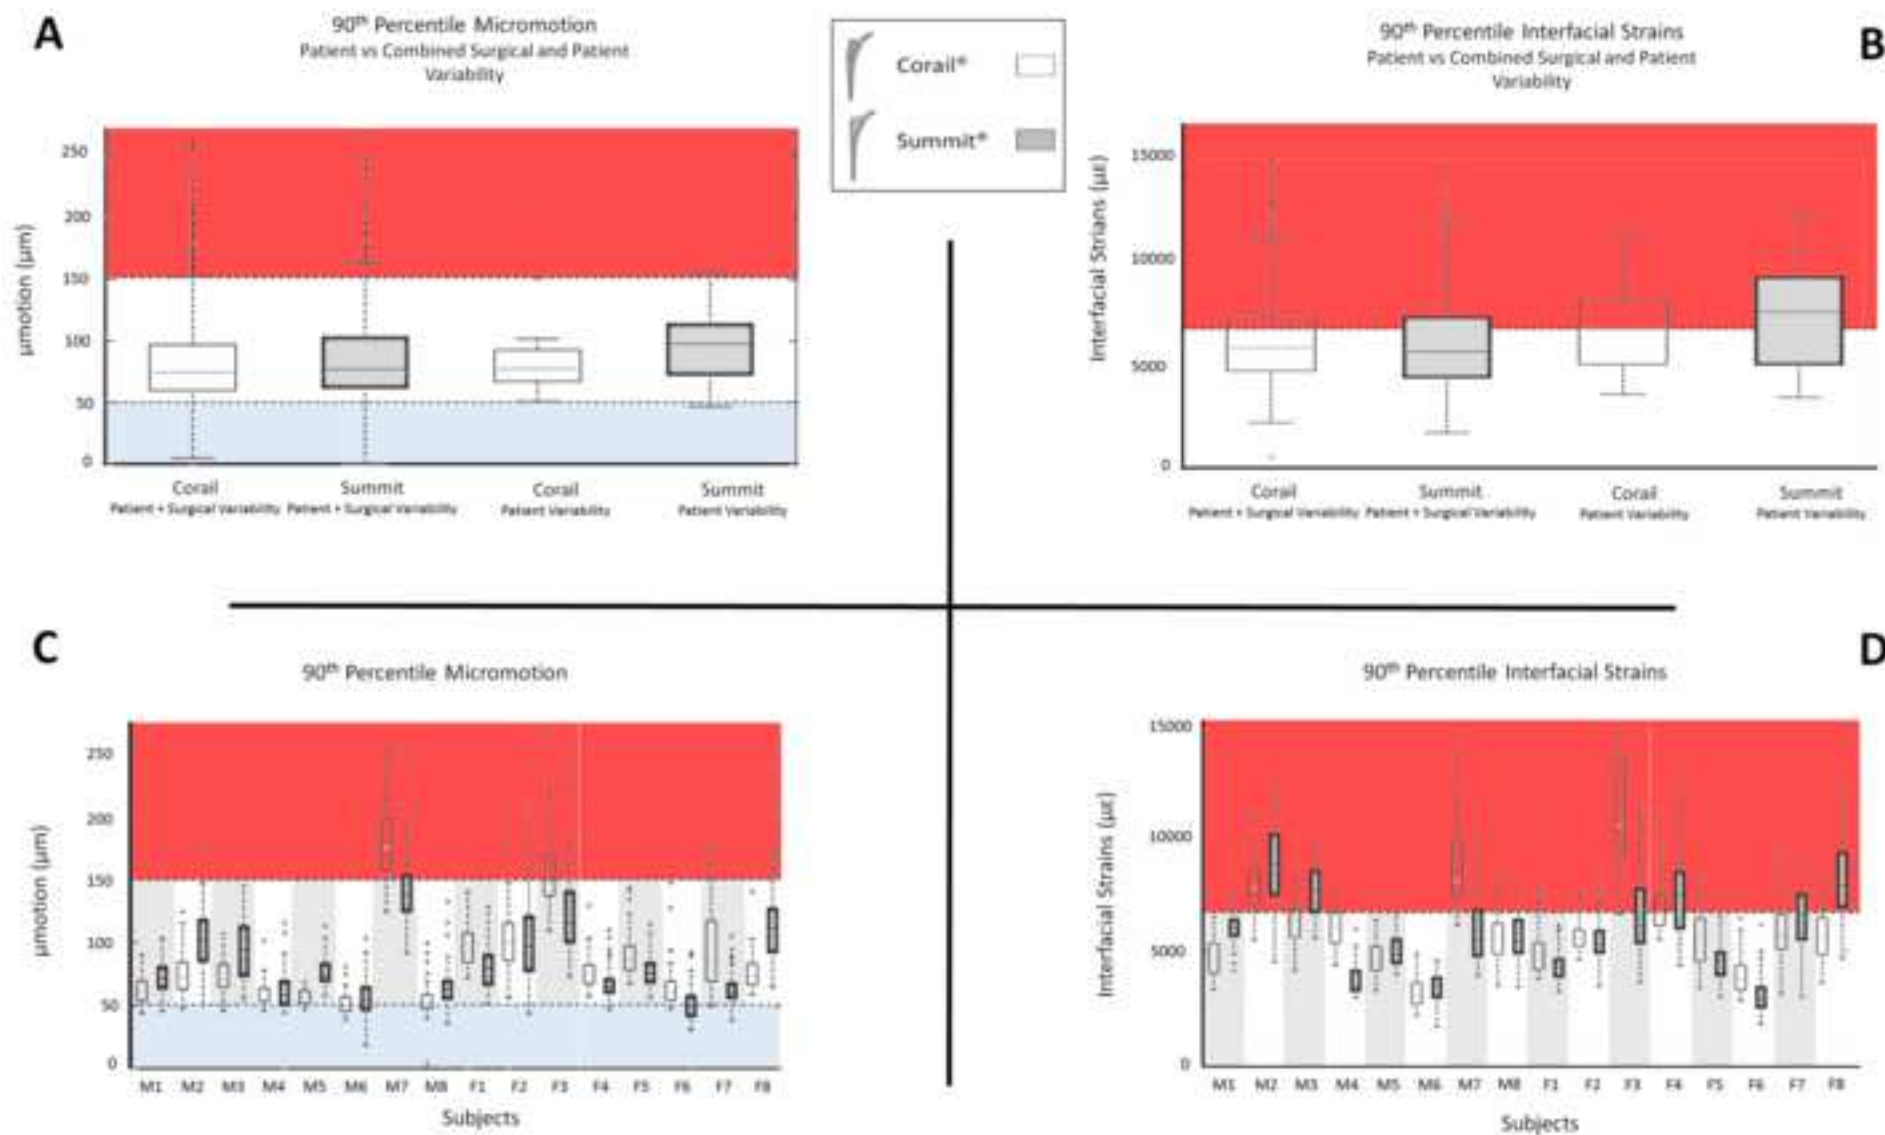 A
90th Percentile Micromotion
Patient vs Combined Surgical and Patient
Variability
μmotion (μm)
250
200
150
100
50
0
Corail
Patient + Surgical Variability
Summit
Patient + Surgical Variability
Corail
Patient Variability
Summit
Patient Variability
Corail®
Summit®
B
90th Percentile Interfacial Strains
Patient vs Combined Surgical and Patient
Variability
Interfacial Strians (με)
15000
10000
5000
0
Corail
Patient + Surgical Variability
Summit
Patient + Surgical Variability
Corail
Patient Variability
Summit
Patient Variability
C
90th Percentile Micromotion
μmotion (μm)
250
200
150
100
50
0
M1 M2 M3 M4 M5 M6 M7 M8 F1 F2 F3 F4 F5 F6 F7 F8
Subjects
D
90th Percentile Interfacial Strains
Interfacial Strains (με)
15000
10000
5000
0
M1 M2 M3 M4 M5 M6 M7 M8 F1 F2 F3 F4 F5 F6 F7 F8
Subjects